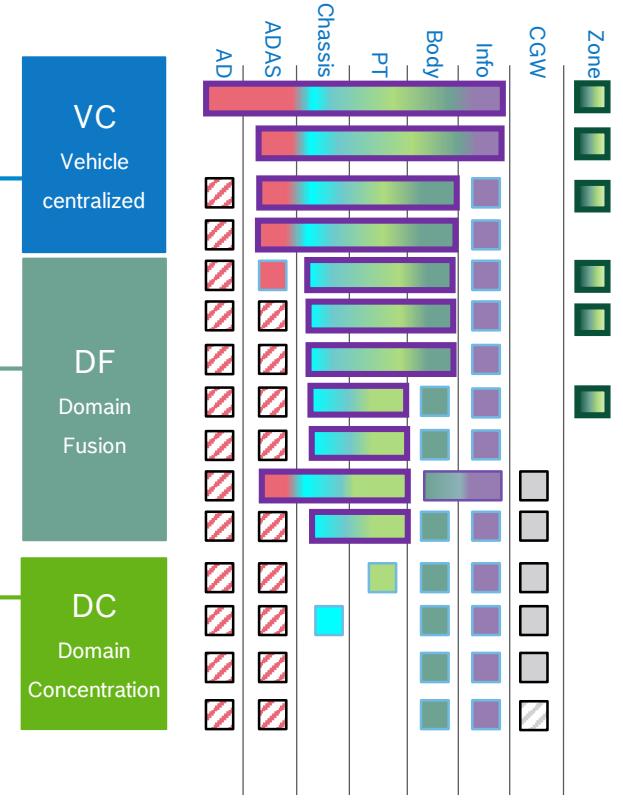 AD
ADAS
Chassis
PT
Body
Info
CGW
Zone
VC
Vehicle
centralized
DF
Domain
Fusion
DC
Domain
Concentration